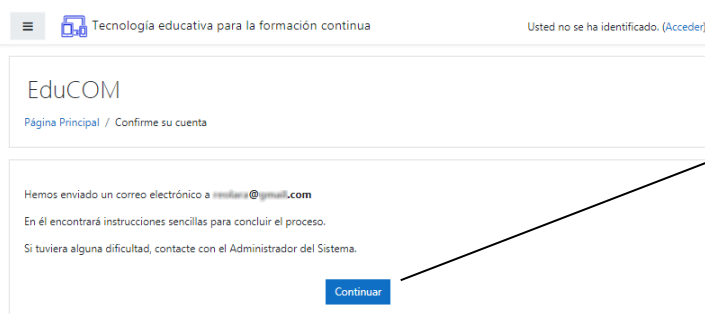 Tecnología educativa para la formación continua
Usted no se ha identificado. (Acceder)
EduCOM
Página Principal / Confirme su cuenta
Hemos enviado un correo electrónico a @ .com
En él encontrará instrucciones sencillas para concluir el proceso.
Si tuviera alguna dificultad, contacte con el Administrador del Sistema.
Continuar